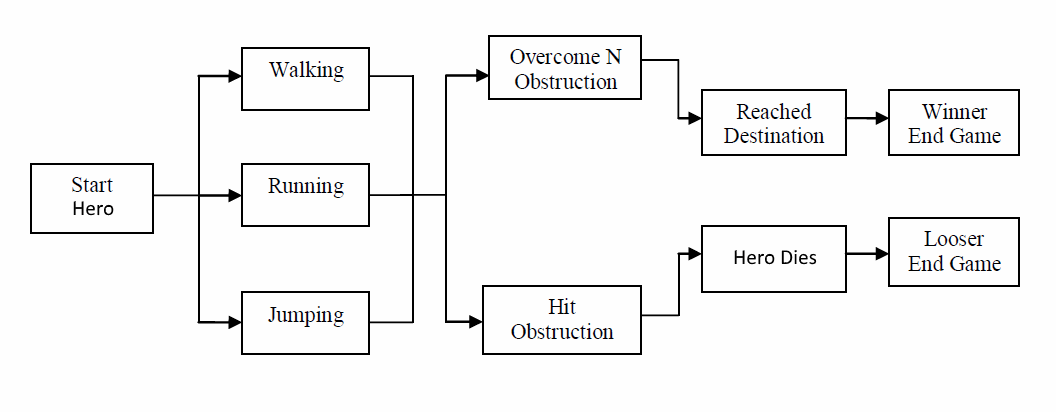 Start
Hero
Walking
Running
Jumping
Overcome N
Obstruction
Hit
Obstruction
Reached
Destination
Hero Dies
Winner
End Game
Looser
End Game